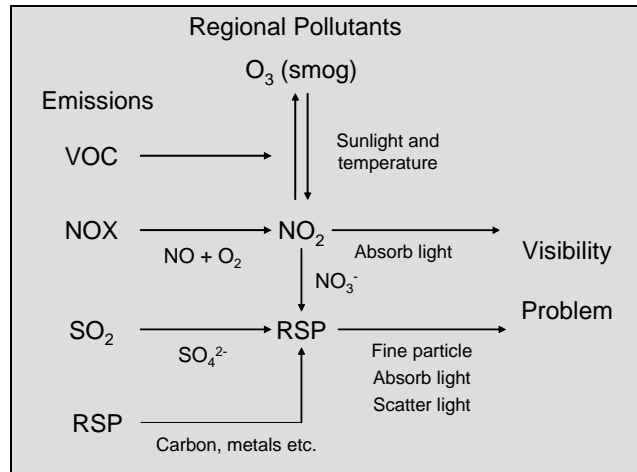 Regional Pollutants
O₃ (smog)
Emissions
Sunlight and
temperature
VOC
NOX
NO + O₂
NO₂
Absorb light
Visibility
Problem
NO₃⁻
SO₂
SO₄²⁻
RSP
Fine particle
Absorb light
Scatter light
RSP
Carbon, metals etc.